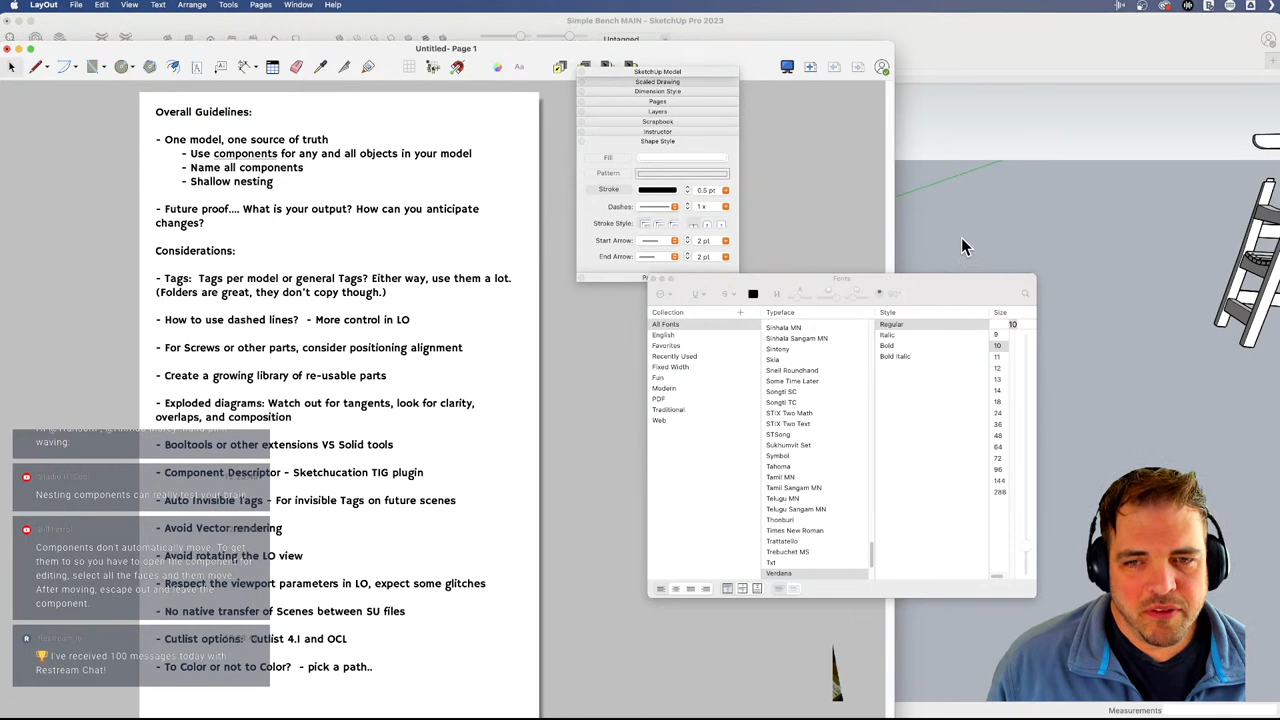 LayOut File Edit View Text Arrange Tools Pages Window Help
Simple Bench MAIN - SketchUp Pro 2023
Untagged
Untitled- Page 1
Aa
Overall Guidelines:
- One model, one source of truth
- Use components for any and all objects in your model
- Name all components
- Shallow nesting
- Future proof.... What is your output? How can you anticipate
changes?
Considerations:
- Tags: Tags per model or general Tags? Either way, use them a lot.
(Folders are great, they don't copy though.)
- How to use dashed lines? - More control in LO
- For Screws or other parts, consider positioning alignment
- Create a growing library of re-usable parts
- Exploded diagrams: Watch out for tangents, look for clarity,
overlaps, and composition
- Booltools or other extensions VS Solid tools
- Component Descriptor - Sketchucation TIG plugin
- Auto Invisible Tags - For invisible Tags on future scenes
- Avoid Vector rendering
- Avoid rotating the LO view
- Respect the viewport parameters in LO, expect some glitches
- No native transfer of Scenes between SU files
- Cutlist options: Cutlist 4.1 and OCL
- To Color or not to Color? - pick a path..
waving:
Nesting components can really test your brain
Components don't automatically move. To get
them to so you have to open the component for
editing, select all the faces and them move.
After moving, escape out and leave the
component.
Restream.io
🏆 I've received 100 messages today with
Restream Chat!
SketchUp Model
Scaled Drawing
Dimension Style
Pages
Layers
Scrapbook
Instructor
Shape Style
Fill
Pattern
Stroke 0.5 pt
Dashes: 1 x
Stroke Style:
Start Arrow: 2 pt
End Arrow: 2 pt
Fonts
Collection + Typeface Style Size
All Fonts
English
Favorites
Recently Used
Fixed Width
Fun
Modern
PDF
Traditional
Web
Sinhala MN
Sinhala Sangam MN
Sintony
Skia
Snell Roundhand
Some Time Later
Songti SC
Songti TC
STIX Two Math
STIX Two Text
STSong
Sukhumvit Set
Symbol
Tahoma
Tamil MN
Tamil Sangam MN
Telugu MN
Telugu Sangam MN
Thonburi
Times New Roman
Trattatello
Trebuchet MS
Txt
Verdana
Regular
Italic
Bold
Bold Italic
10
9
10
11
12
13
14
18
24
36
48
64
72
96
144
288
Measurements